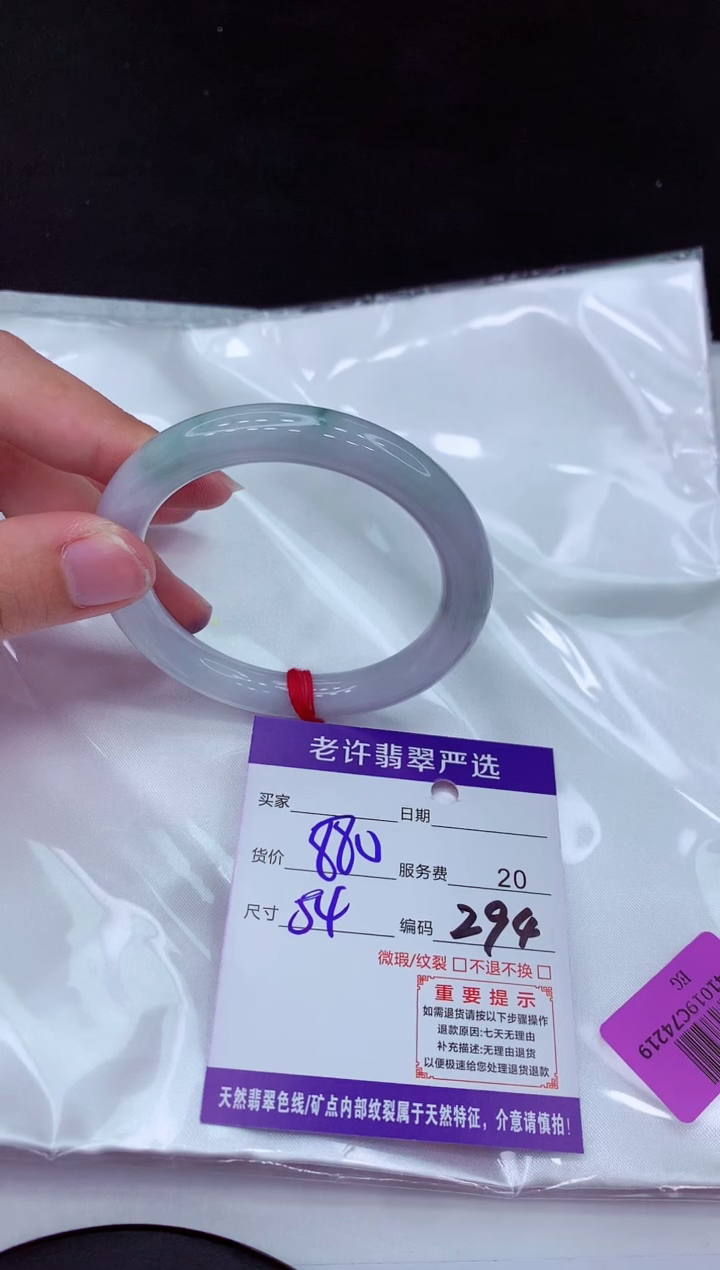 老许翡翠严选
买家 日期
货价 880 服务费 20
尺寸 54 编码 294
微瑕/纹裂 □ 不退不换 □
重要提示
如需退货请按以下步骤操作
退款原因:七天无理由
补充描述:无理由退货
以便极速给您处理退货退款
天然翡翠色线/矿点内部纹裂属于天然特征，介意请慎拍！
EG